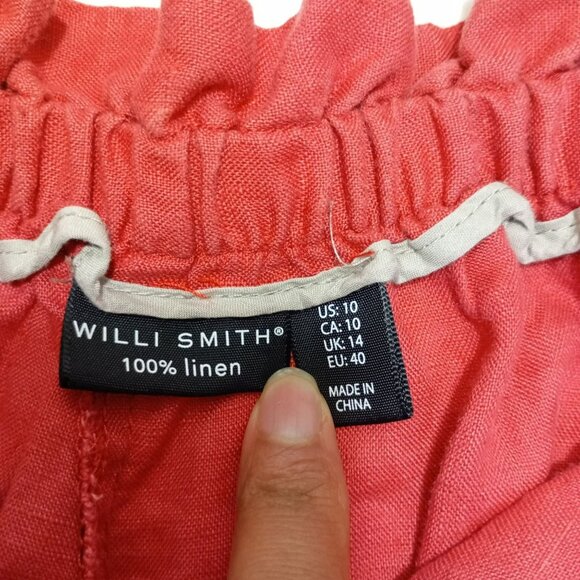 WILLI SMITH®
100% linen
US: 10
CA: 10
UK: 14
EU: 40
MADE IN
CHINA